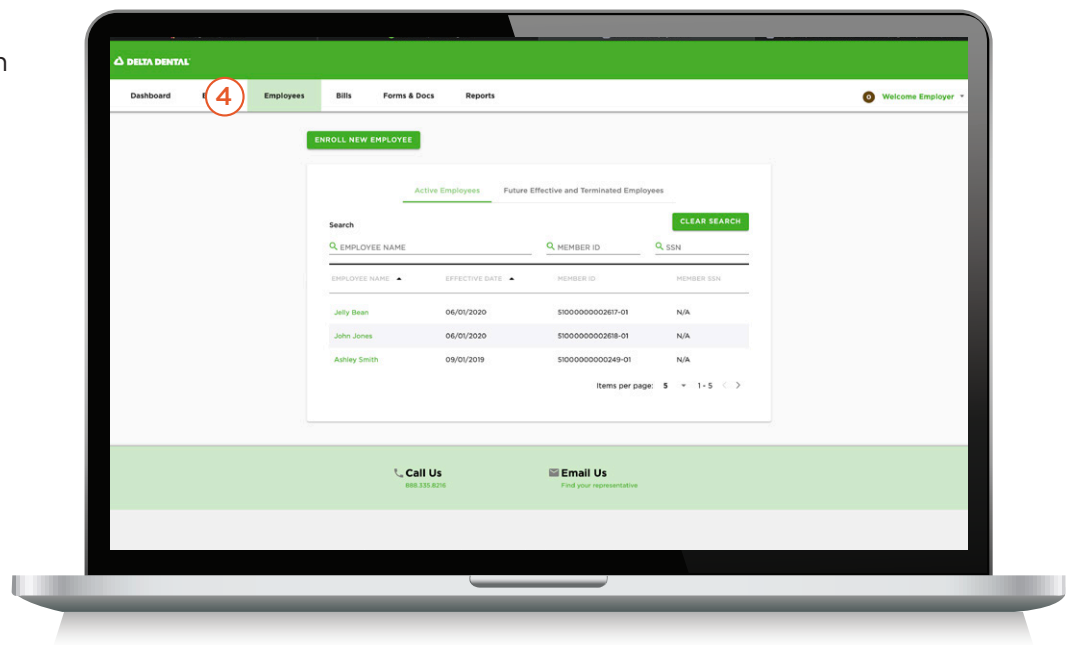 n
DELTA DENTAL
Dashboard 4 Employees Bills Forms & Docs Reports Welcome Employer
ENROLL NEW EMPLOYEE
Active Employees Future Effective and Terminated Employees
Search CLEAR SEARCH
EMPLOYEE NAME MEMBER ID SSN
EMPLOYEE NAME EFFECTIVE DATE MEMBER ID MEMBER SSN
Jelly Bean 06/01/2020 51000000002617-01 N/A
John Jones 06/01/2020 51000000002618-01 N/A
Ashley Smith 09/01/2019 51000000000249-01 N/A
Items per page: 5 1 - 5
Call Us Email Us
888.335.8216 Find your representative